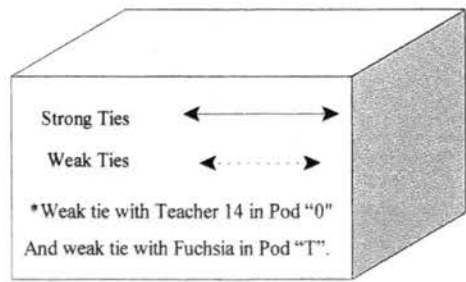 Strong Ties
Weak Ties
*Weak tie with Teacher 14 in Pod “0”
And weak tie with Fuchsia in Pod “T”.